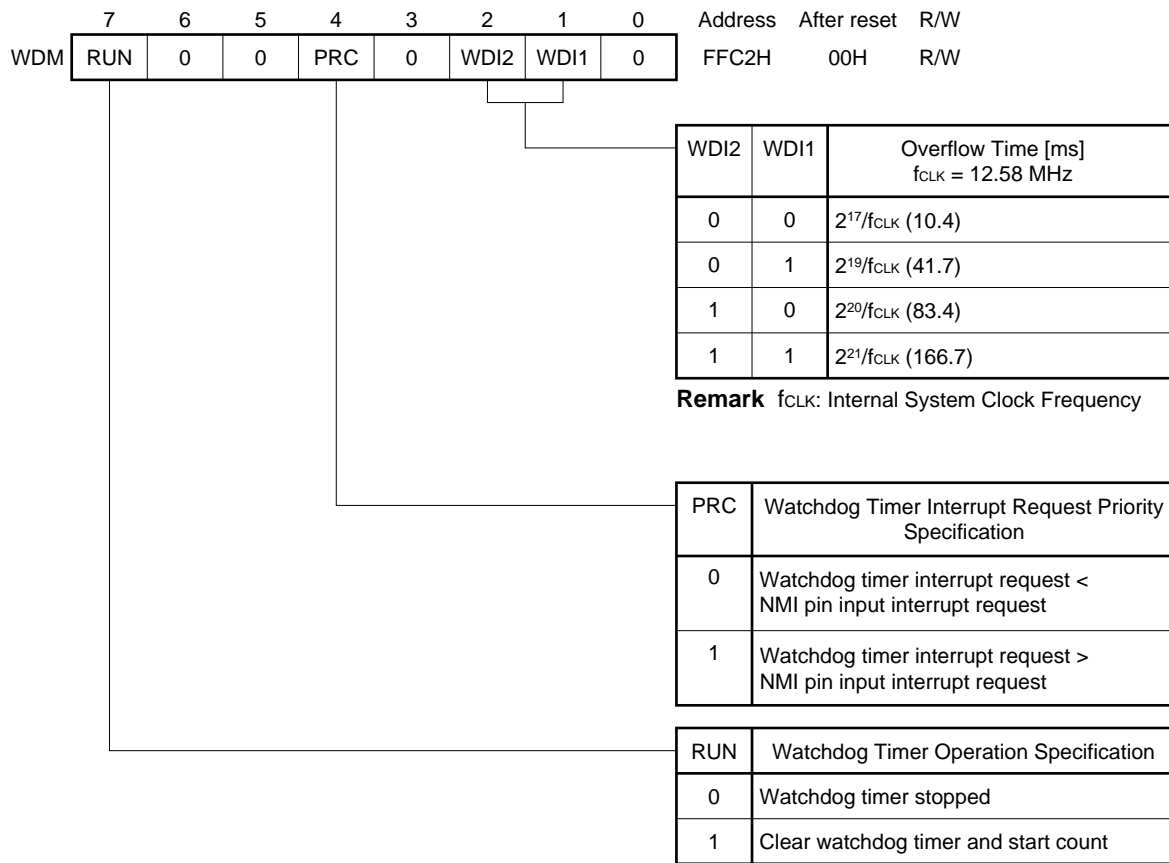 7 6 5 4 3 2 1 0 Address After reset R/W
WDM RUN 0 0 PRC 0 WDI2 WDI1 0 FFC2H 00H R/W
WDI2 WDI1 Overflow Time [ms]
fCLK = 12.58 MHz
0 0 2¹⁷/fCLK (10.4)
0 1 2¹⁹/fCLK (41.7)
1 0 2²⁰/fCLK (83.4)
1 1 2²¹/fCLK (166.7)
Remark fCLK: Internal System Clock Frequency
PRC Watchdog Timer Interrupt Request Priority
Specification
0 Watchdog timer interrupt request <
NMI pin input interrupt request
1 Watchdog timer interrupt request >
NMI pin input interrupt request
RUN Watchdog Timer Operation Specification
0 Watchdog timer stopped
1 Clear watchdog timer and start count